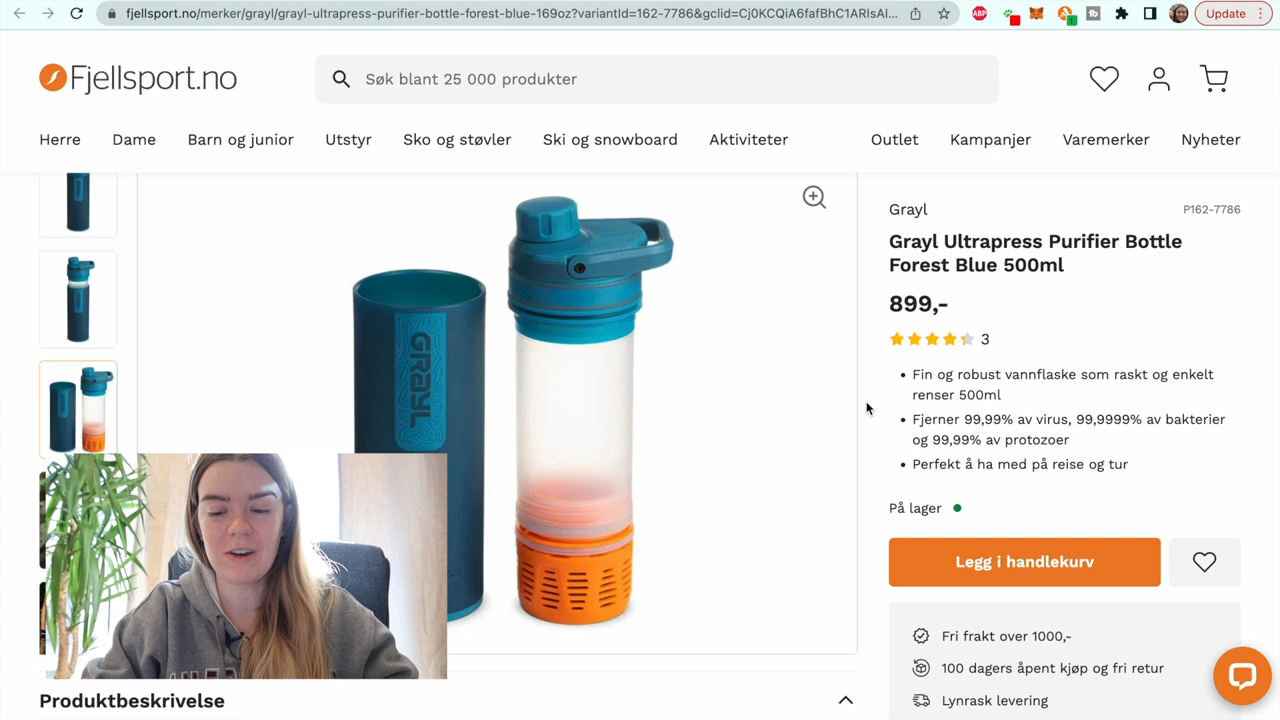 fjellsport.no/merker/grayl/grayl-ultrapress-purifier-bottle-forest-blue-169oz?variantId=162-7786&gclid=Cj0KCQiA6fafBhC1ARIsAI...
ABP
1
tb
Update
Fjellsport.no
Søk blant 25 000 produkter
Herre
Dame
Barn og junior
Utstyr
Sko og støvler
Ski og snowboard
Aktiviteter
Outlet
Kampanjer
Varemerker
Nyheter
GRAYL
Grayl
P162-7786
Grayl Ultrapress Purifier Bottle
Forest Blue 500ml
899,-
3
• Fin og robust vannflaske som raskt og enkelt
renser 500ml
• Fjerner 99,99% av virus, 99,9999% av bakterier
og 99,99% av protozoer
• Perfekt å ha med på reise og tur
På lager
Legg i handlekurv
Fri frakt over 1000,-
100 dagers åpent kjøp og fri retur
Lynrask levering
Produktbeskrivelse